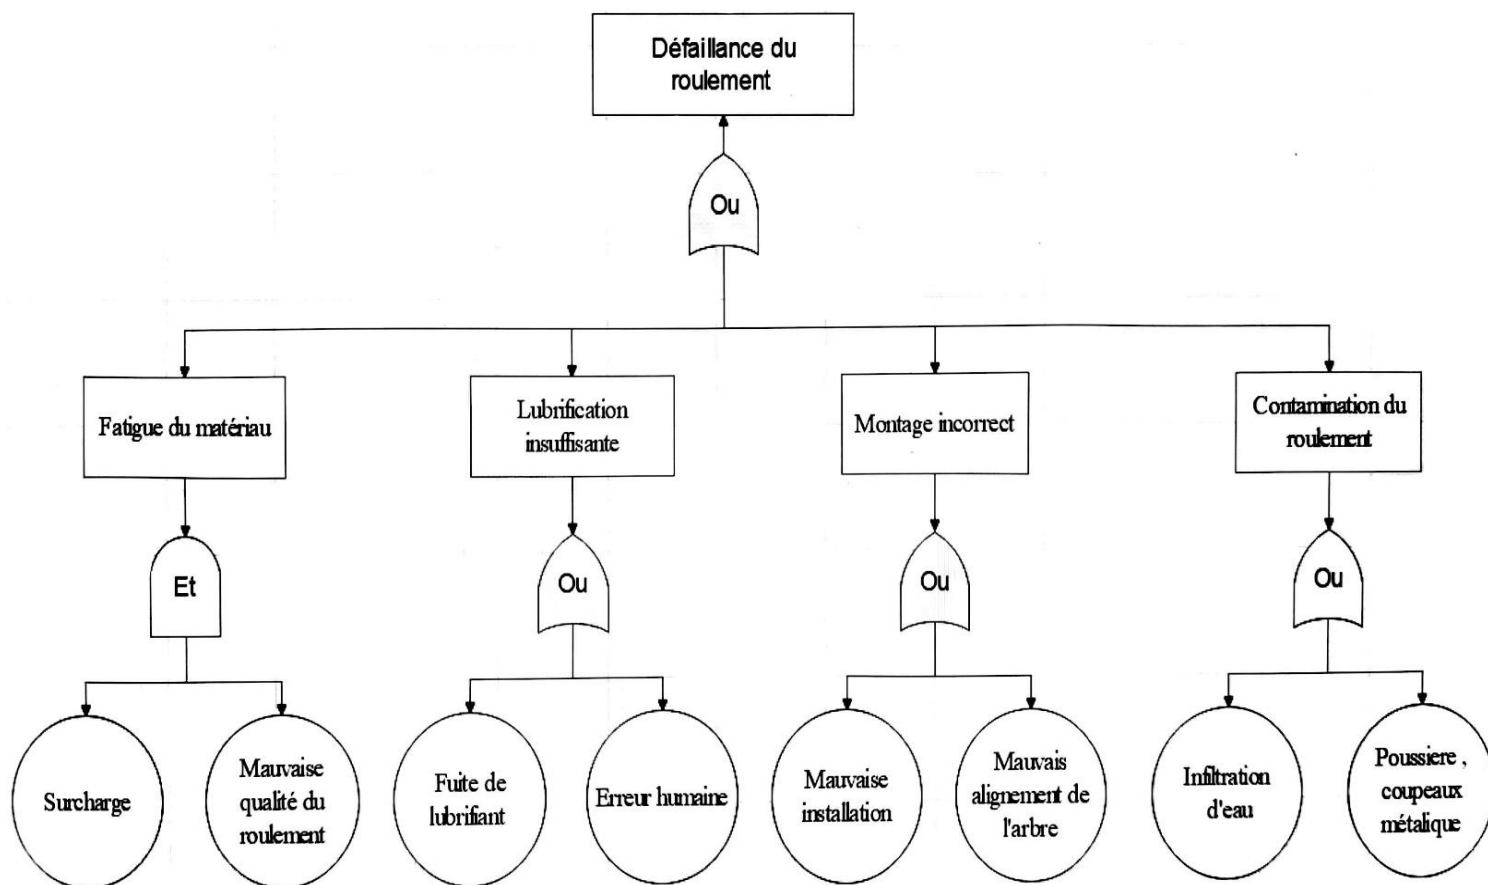 Défaillance du
roulement
Ou
Fatigue du matériau
Lubrification
insuffisante
Montage incorrect
Contamination du
roulement
Et
Ou
Ou
Ou
Surcharge
Mauvaise
qualité du
roulement
Fuite de
lubrifiant
Erreur humaine
Mauvaise
installation
Mauvais
alignement de
l'arbre
Infiltration
d'eau
Poussiere ,
coupeaux
métalique